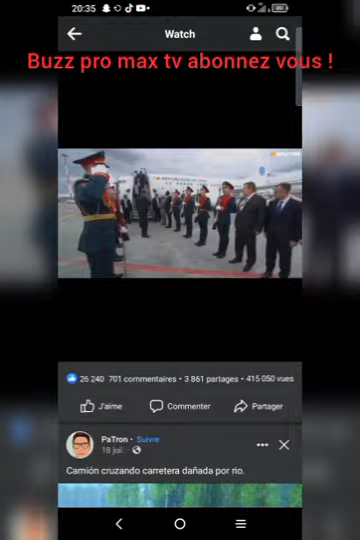 20:35
Watch
Buzz pro max tv abonnez vous !
26 240 701 commentaires • 3 861 partages • 415 050 vues
J'aime
Commenter
Partager
PaTron • Suivre
18 juil. •
Camión cruzando carretera dañada por rio.